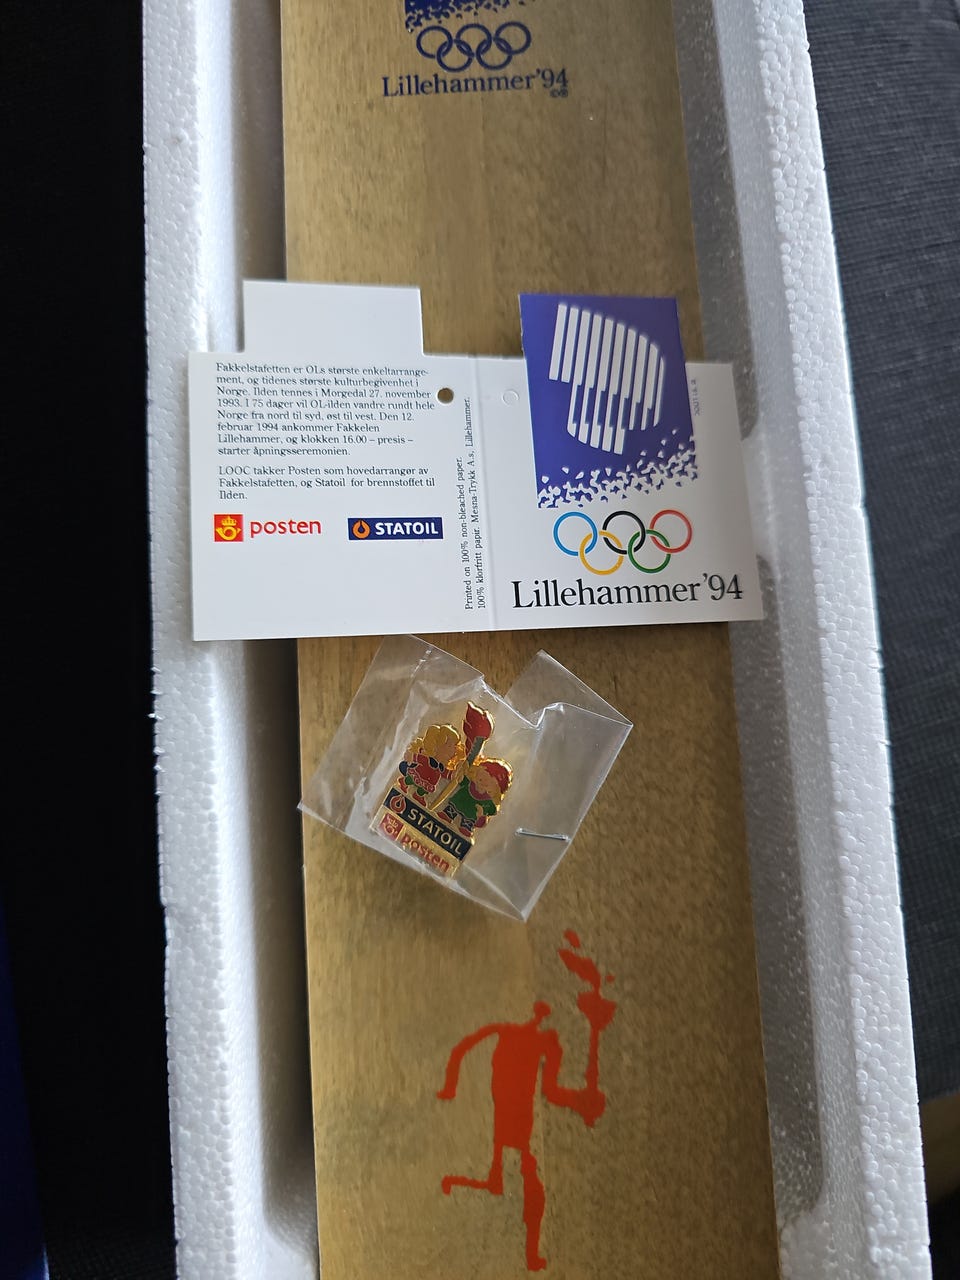 Lillehammer'94
©®
Fakkelstafetten er OLs største enkeltarrange-
ment, og tidenes største kulturbegivenhet i
Norge. Ilden tennes i Morgedal 27. november
1993. I 75 dager vil OL-ilden vandre rundt hele
Norge fra nord til syd, øst til vest. Den 12.
februar 1994 ankommer Fakkelen
Lillehammer, og klokken 16.00 – presis –
starter åpningsseremonien.
LOOC takker Posten som hovedarrangør av
Fakkelstafetten, og Statoil for brennstoffet til
Ilden.
posten
STATOIL
Printed on 100% non-bleached paper.
100% klorfritt papir. Mesna-Trykk A.s, Lillehammer.
Lillehammer'94
STATOIL
posten